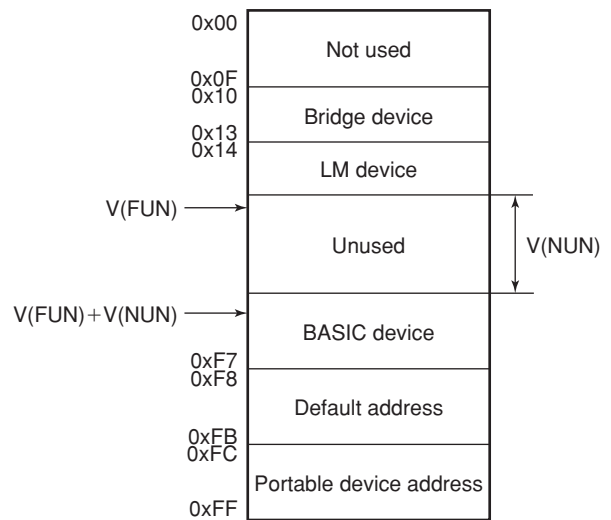 0x00
Not used
0x0F
0x10
Bridge device
0x13
0x14
LM device
V(FUN)
Unused
V(NUN)
V(FUN)+V(NUN)
BASIC device
0xF7
0xF8
Default address
0xFB
0xFC
Portable device address
0xFF